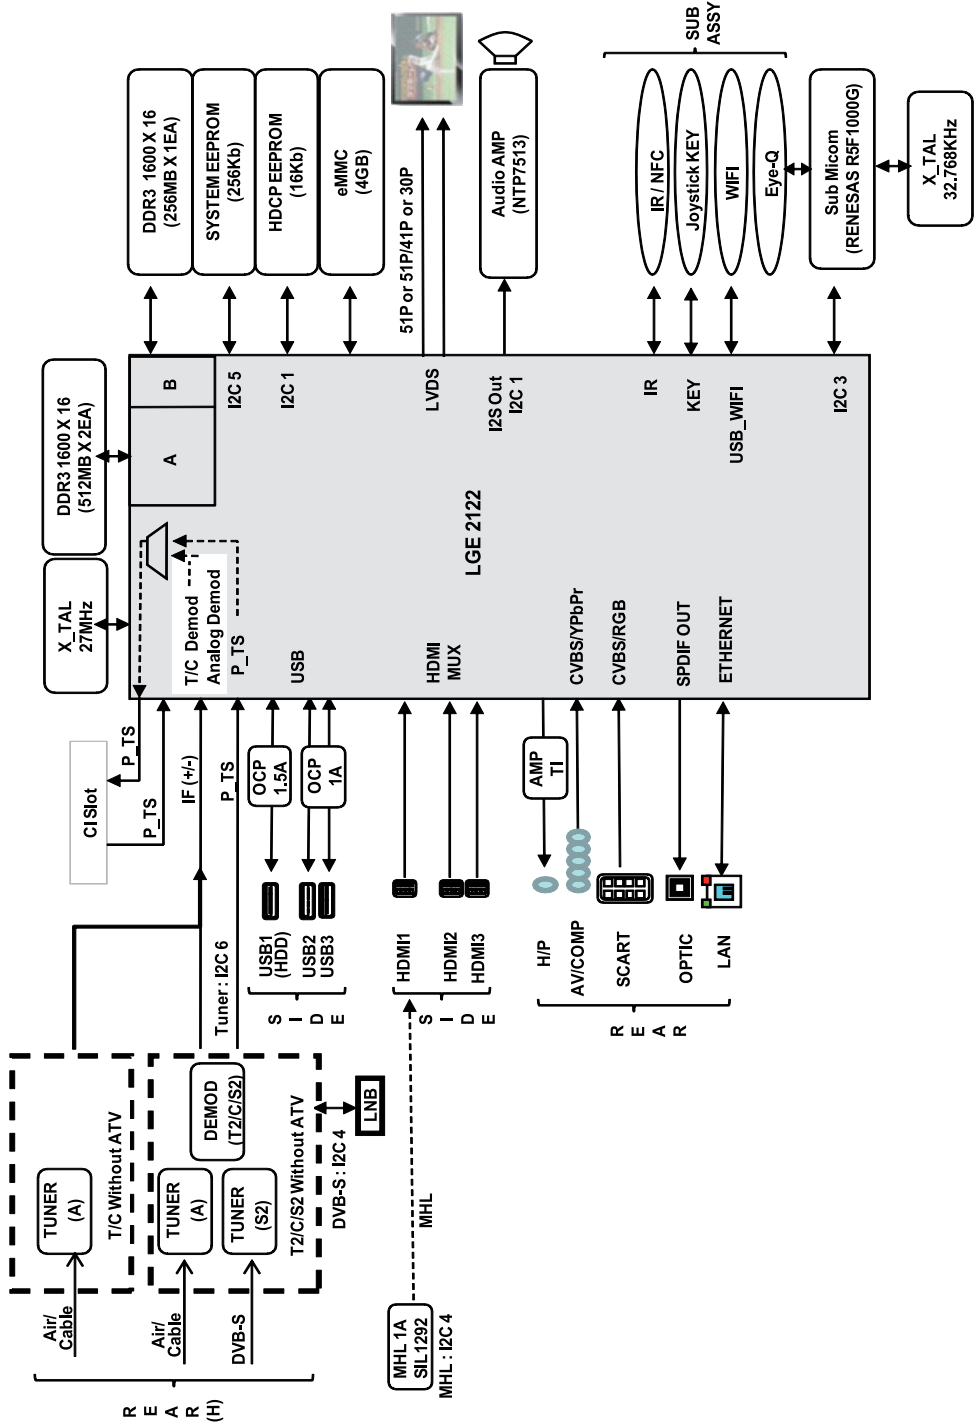 REAR
(H)
Air/
Cable
Air/
Cable
DVB-S
TUNER
(A)
T/C Without ATV
TUNER
(A)
TUNER
(S2)
DEMOD
(T2/C/S2)
T2/C/S2 Without ATV
DVB-S : I2C 4
LNB
MHL 1A
SIL1292
MHL : I2C 4
MHL
Tuner : I2C 6
CI Slot
P_TS
P_TS
IF (+/-)
P_TS
OCP
1.5A
OCP
1A
USB1
(HDD)
USB2
USB3
SIDE
HDMI1
HDMI2
HDMI3
SIDE
AMP
TI
H/P
AV/COMP
SCART
OPTIC
LAN
REAR
X_TAL
27MHz
DDR3 1600 X 16
(512MB X 2EA)
A
B
T/C Demod
Analog Demod
P_TS
USB
HDMI
MUX
CVBS/YPbPr
CVBS/RGB
SPDIF OUT
ETHERNET
LGE 2122
I2C 5
I2C 1
LVDS
I2S Out
I2C 1
IR
KEY
USB_WIFI
I2C 3
DDR3 1600 X 16
(256MB X 1EA)
SYSTEM EEPROM
(256Kb)
HDCP EEPROM
(16Kb)
eMMC
(4GB)
51P or 51P/41P or 30P
Audio AMP
(NTP7513)
SUB
ASSY
IR / NFC
Joystick KEY
WIFI
Eye-Q
Sub Micom
(RENESAS R5F1000G)
X_TAL
32.768KHz